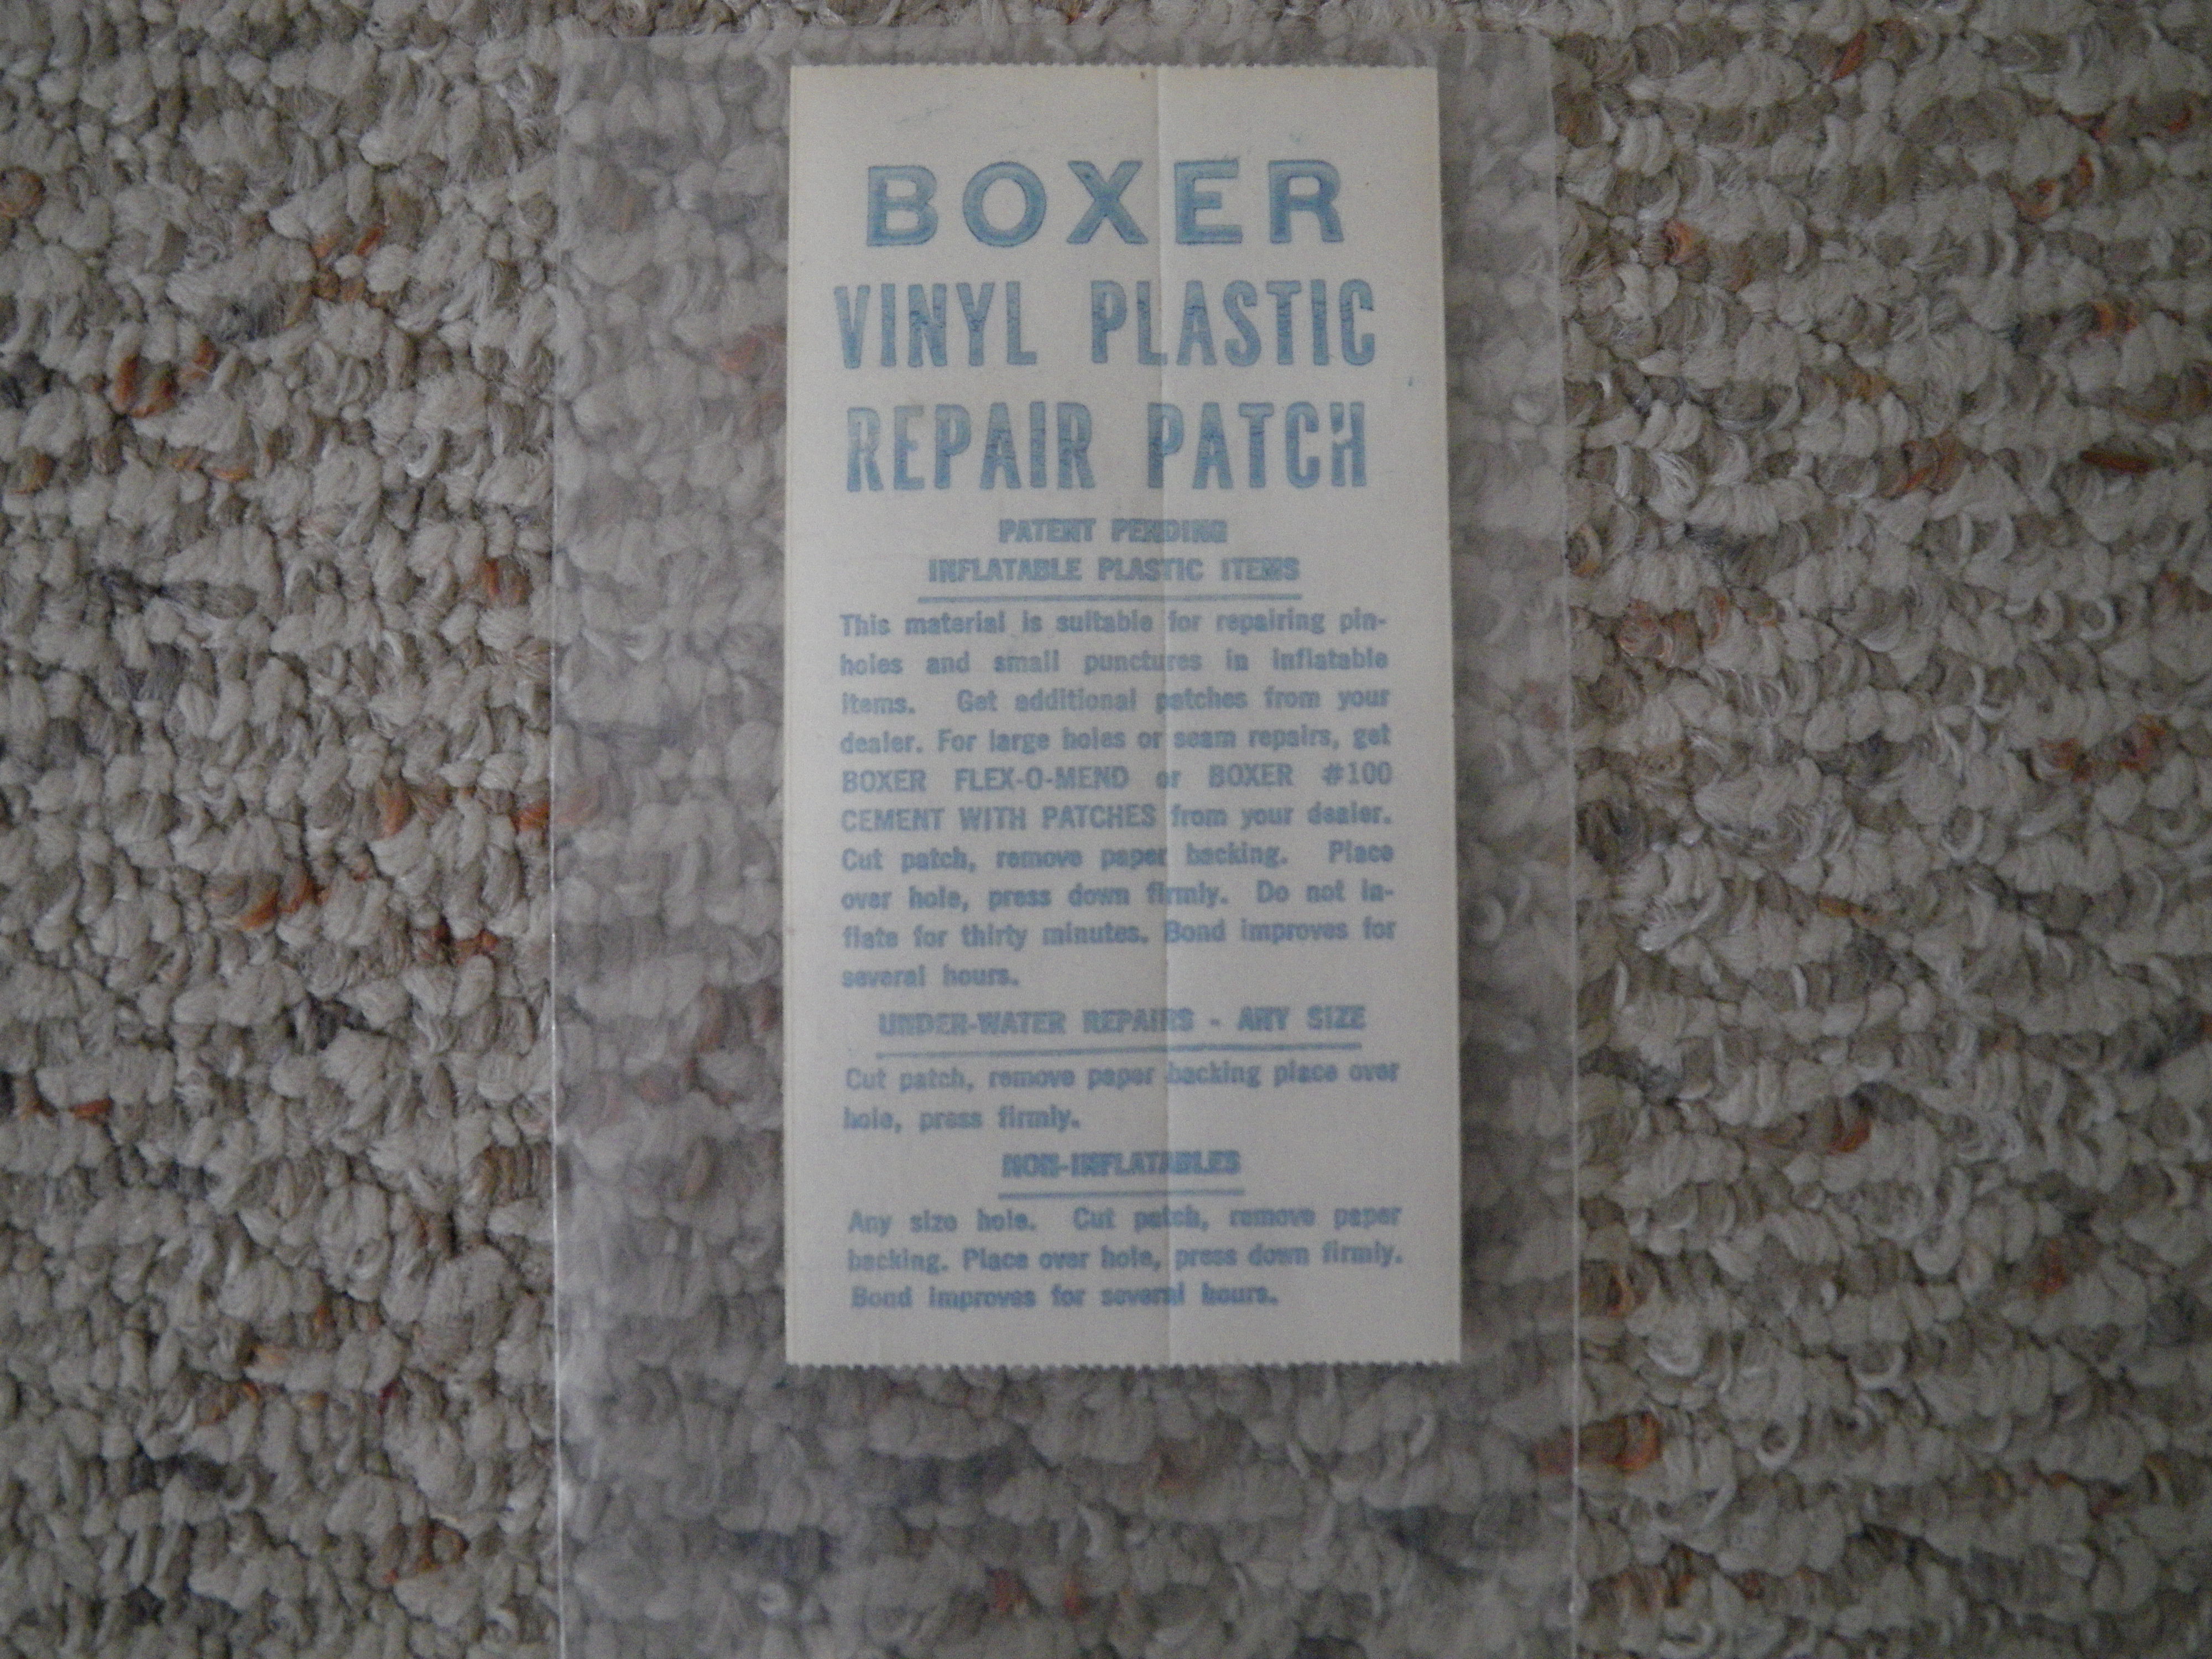 BOXER
VINYL PLASTIC
REPAIR PATCH
PATENT PENDING
INFLATABLE PLASTIC ITEMS
This material is suitable for repairing pin-
holes and small punctures in inflatable
items. Get additional patches from your
dealer. For large holes or seam repairs, get
BOXER FLEX-O-MEND or BOXER #100
CEMENT WITH PATCHES from your dealer.
Cut patch, remove paper backing. Place
over hole, press down firmly. Do not in-
flate for thirty minutes. Bond improves for
several hours.
UNDER-WATER REPAIRS - ANY SIZE
Cut patch, remove paper backing place over
hole, press firmly.
NON-INFLATABLES
Any size hole. Cut patch, remove paper
backing. Place over hole, press down firmly.
Bond improves for several hours.